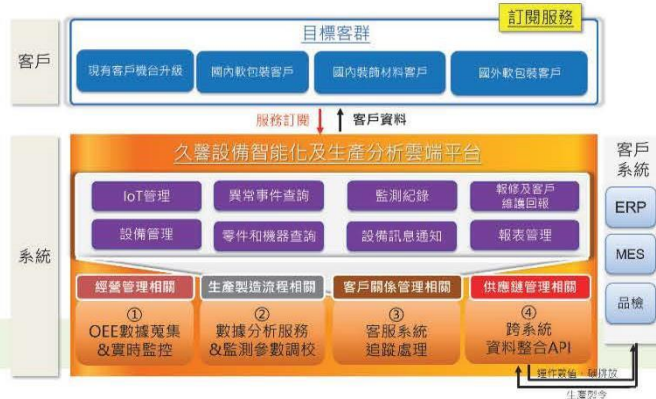 訂閱服務
目標客群
客戶
現有客戶機台升級
國內軟包裝客戶
國內裝飾材料客戶
國外軟包裝客戶
服務訂閱
客戶資料
久馨設備智能化及生產分析雲端平台
IoT管理
異常事件查詢
監測紀錄
報修及客戶
維護回報
設備管理
零件和機器查詢
設備訊息通知
報表管理
系統
經營管理相關
生產製造流程相關
客戶關係管理相關
供應鏈管理相關
①
OEE數據蒐集
&實時監控
②
數據分析服務
&監測參數調校
③
客服系統
追蹤處理
④
跨系統
資料整合API
客戶
系統
ERP
MES
品檢
操作數值、碳排放
生產製令